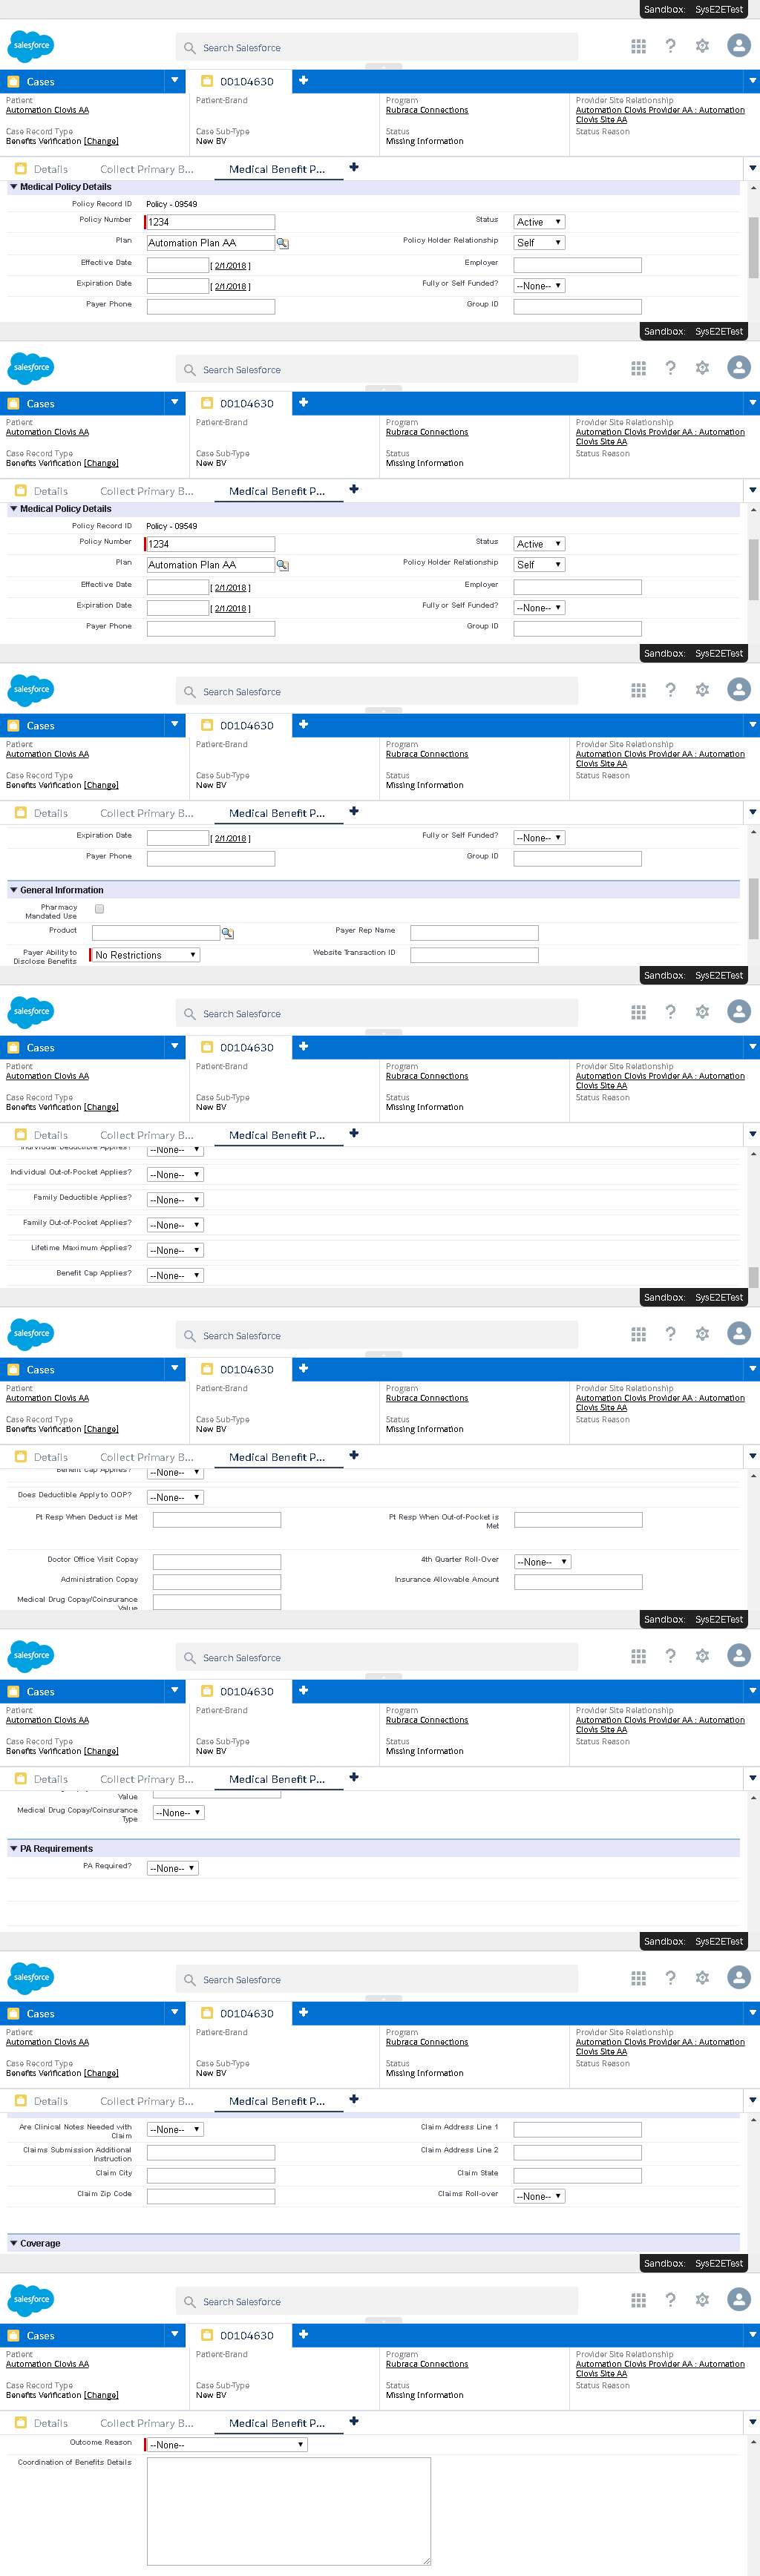 Sandbox: SysE2ETest
salesforce Search Salesforce
Cases 00104630
Patient Patient-Brand Program Provider Site Relationship
Automation Clovis AA Rubraca Connections Automation Clovis Provider AA : Automation
Clovis Site AA
Case Record Type Case Sub-Type Status Status Reason
Benefits Verification [Change] New BV Missing Information
Details Collect Primary B... Medical Benefit P...
Medical Policy Details
Policy Record ID Policy - 09549
Policy Number 1234 Status Active
Plan Automation Plan AA Policy Holder Relationship Self
Effective Date [ 2/1/2018 ] Employer
Expiration Date [ 2/1/2018 ] Fully or Self Funded? --None--
Payer Phone Group ID
Sandbox: SysE2ETest
salesforce Search Salesforce
Cases 00104630
Patient Patient-Brand Program Provider Site Relationship
Automation Clovis AA Rubraca Connections Automation Clovis Provider AA : Automation
Clovis Site AA
Case Record Type Case Sub-Type Status Status Reason
Benefits Verification [Change] New BV Missing Information
Details Collect Primary B... Medical Benefit P...
Medical Policy Details
Policy Record ID Policy - 09549
Policy Number 1234 Status Active
Plan Automation Plan AA Policy Holder Relationship Self
Effective Date [ 2/1/2018 ] Employer
Expiration Date [ 2/1/2018 ] Fully or Self Funded? --None--
Payer Phone Group ID
Sandbox: SysE2ETest
salesforce Search Salesforce
Cases 00104630
Patient Patient-Brand Program Provider Site Relationship
Automation Clovis AA Rubraca Connections Automation Clovis Provider AA : Automation
Clovis Site AA
Case Record Type Case Sub-Type Status Status Reason
Benefits Verification [Change] New BV Missing Information
Details Collect Primary B... Medical Benefit P...
Expiration Date [ 2/1/2018 ] Fully or Self Funded? --None--
Payer Phone Group ID
General Information
Pharmacy
Mandated Use
Product Payer Rep Name
Payer Ability to No Restrictions Website Transaction ID
Disclose Benefits
Sandbox: SysE2ETest
salesforce Search Salesforce
Cases 00104630
Patient Patient-Brand Program Provider Site Relationship
Automation Clovis AA Rubraca Connections Automation Clovis Provider AA : Automation
Clovis Site AA
Case Record Type Case Sub-Type Status Status Reason
Benefits Verification [Change] New BV Missing Information
Details Collect Primary B... Medical Benefit P...
Individual Deductible Applies? --None--
Individual Out-of-Pocket Applies? --None--
Family Deductible Applies? --None--
Family Out-of-Pocket Applies? --None--
Lifetime Maximum Applies? --None--
Benefit Cap Applies? --None--
Sandbox: SysE2ETest
salesforce Search Salesforce
Cases 00104630
Patient Patient-Brand Program Provider Site Relationship
Automation Clovis AA Rubraca Connections Automation Clovis Provider AA : Automation
Clovis Site AA
Case Record Type Case Sub-Type Status Status Reason
Benefits Verification [Change] New BV Missing Information
Details Collect Primary B... Medical Benefit P...
Benefit Cap Applies? --None--
Does Deductible Apply to OOP? --None--
Pt Resp When Deduct is Met Pt Resp When Out-of-Pocket is
Met
Doctor Office Visit Copay 4th Quarter Roll-Over --None--
Administration Copay Insurance Allowable Amount
Medical Drug Copay/Coinsurance
Value
Sandbox: SysE2ETest
salesforce Search Salesforce
Cases 00104630
Patient Patient-Brand Program Provider Site Relationship
Automation Clovis AA Rubraca Connections Automation Clovis Provider AA : Automation
Clovis Site AA
Case Record Type Case Sub-Type Status Status Reason
Benefits Verification [Change] New BV Missing Information
Details Collect Primary B... Medical Benefit P...
Value
Medical Drug Copay/Coinsurance --None--
Type
PA Requirements
PA Required? --None--
Sandbox: SysE2ETest
salesforce Search Salesforce
Cases 00104630
Patient Patient-Brand Program Provider Site Relationship
Automation Clovis AA Rubraca Connections Automation Clovis Provider AA : Automation
Clovis Site AA
Case Record Type Case Sub-Type Status Status Reason
Benefits Verification [Change] New BV Missing Information
Details Collect Primary B... Medical Benefit P...
Are Clinical Notes Needed with --None-- Claim Address Line 1
Claim
Claims Submission Additional Claim Address Line 2
Instruction
Claim City Claim State
Claim Zip Code Claims Roll-over --None--
Coverage
Sandbox: SysE2ETest
salesforce Search Salesforce
Cases 00104630
Patient Patient-Brand Program Provider Site Relationship
Automation Clovis AA Rubraca Connections Automation Clovis Provider AA : Automation
Clovis Site AA
Case Record Type Case Sub-Type Status Status Reason
Benefits Verification [Change] New BV Missing Information
Details Collect Primary B... Medical Benefit P...
Outcome Reason --None--
Coordination of Benefits Details